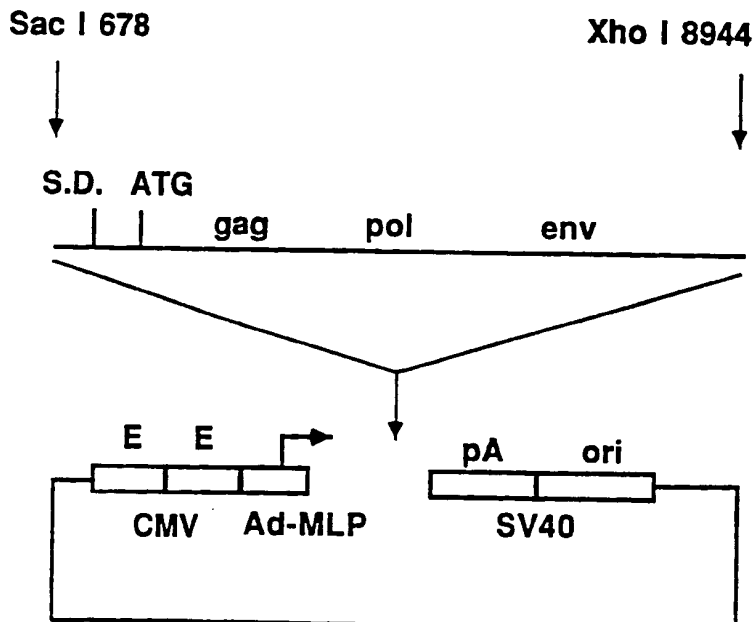 Sac I 678
Xho I 8944
S.D. ATG
gag pol env
E E
pA ori
CMV Ad-MLP
SV40